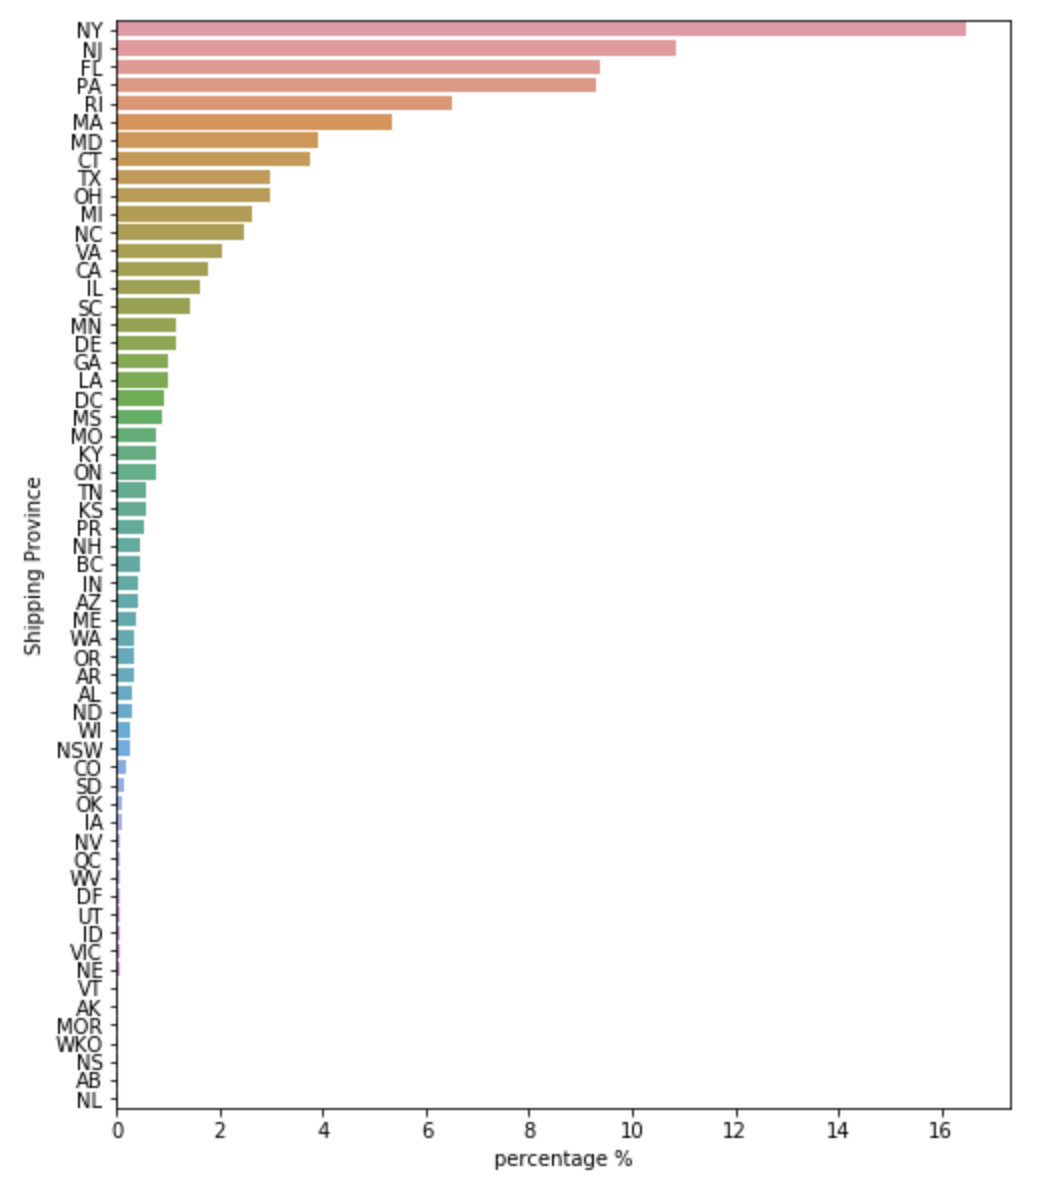 NY
NJ
FL
PA
RI
MA
MD
CT
TX
OH
MI
NC
VA
CA
IL
SC
MN
DE
GA
LA
DC
MS
MO
KY
ON
TN
KS
PR
NH
BC
IN
AZ
ME
WA
OR
AR
AL
ND
WI
NSW
CO
SD
OK
IA
NV
QC
WV
DF
UT
ID
VIC
NE
VT
AK
MOR
WKO
NS
AB
NL
Shipping Province
0 2 4 6 8 10 12 14 16
percentage %